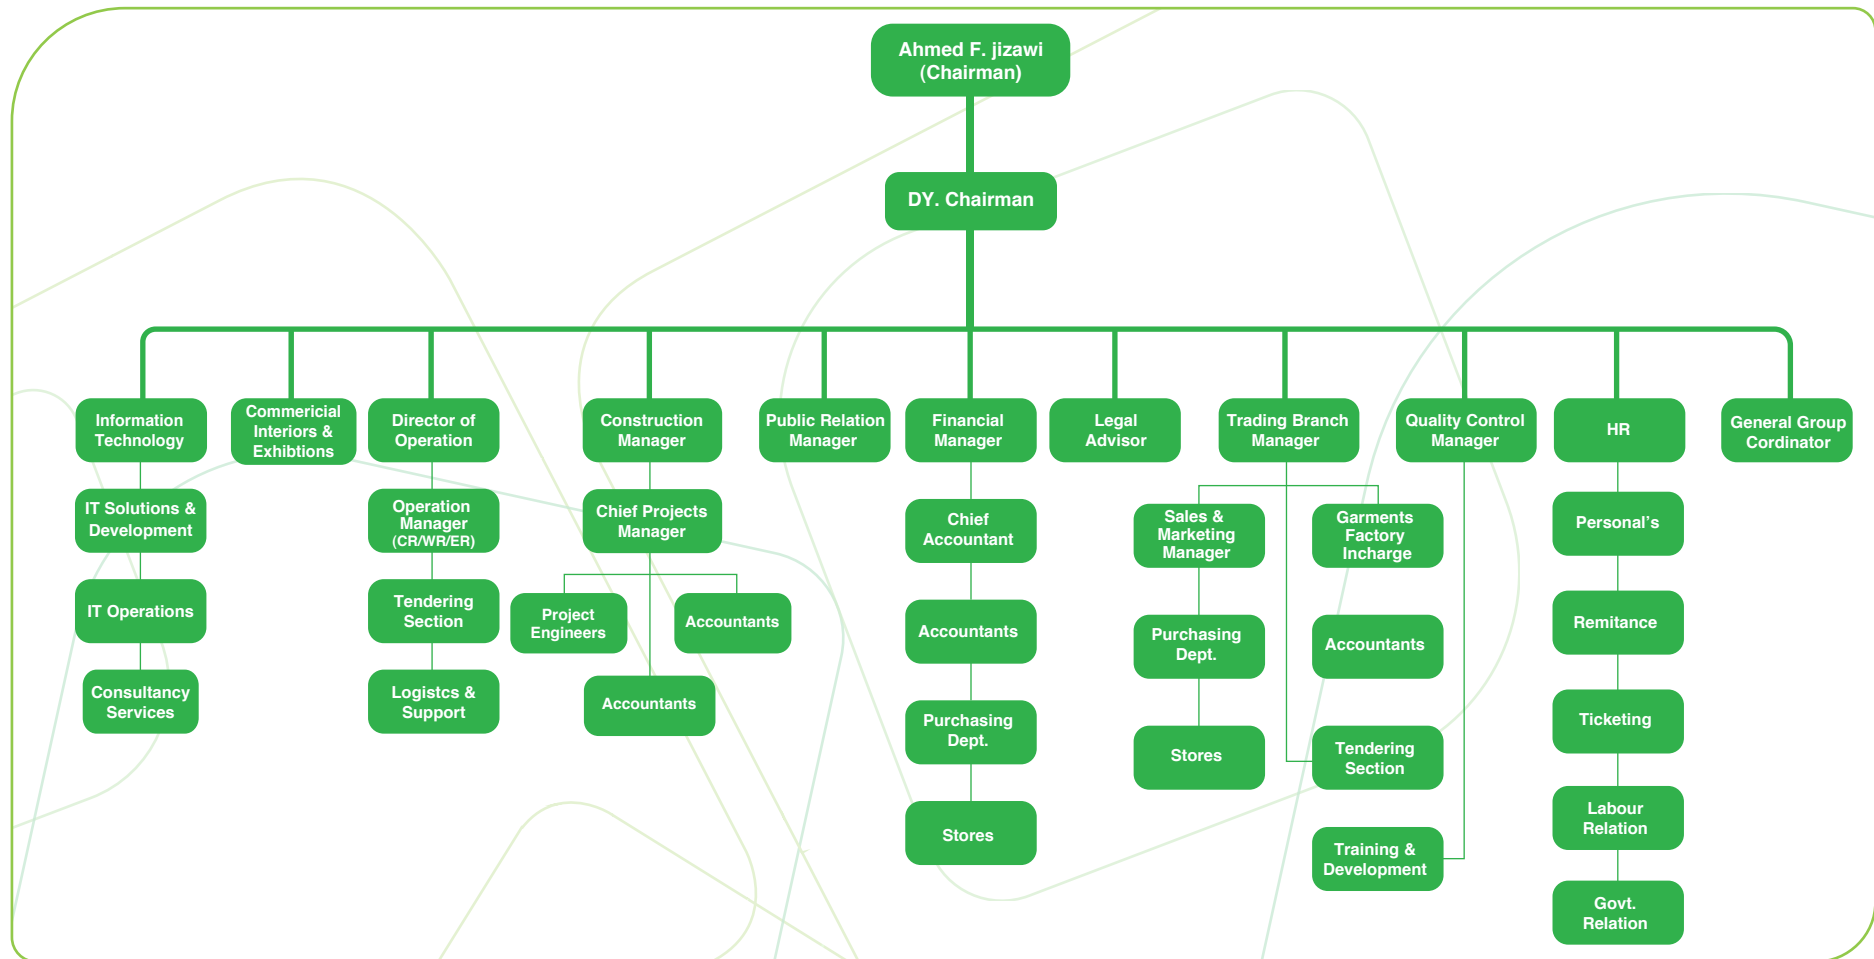 Ahmed F. jizawi
(Chairman)
DY. Chairman
Information
Technology
Commericial
Interiors &
Exhibtions
Director of
Operation
Construction
Manager
Public Relation
Manager
Financial
Manager
Legal
Advisor
Trading Branch
Manager
Quality Control
Manager
HR
General Group
Cordinator
IT Solutions &
Development
IT Operations
Consultancy
Services
Operation
Manager
(CR/WR/ER)
Tendering
Section
Logistcs &
Support
Chief Projects
Manager
Project
Engineers
Accountants
Accountants
Chief
Accountant
Accountants
Purchasing
Dept.
Stores
Sales &
Marketing
Manager
Purchasing
Dept.
Stores
Garments
Factory
Incharge
Accountants
Tendering
Section
Training &
Development
Personal's
Remitance
Ticketing
Labour
Relation
Govt.
Relation